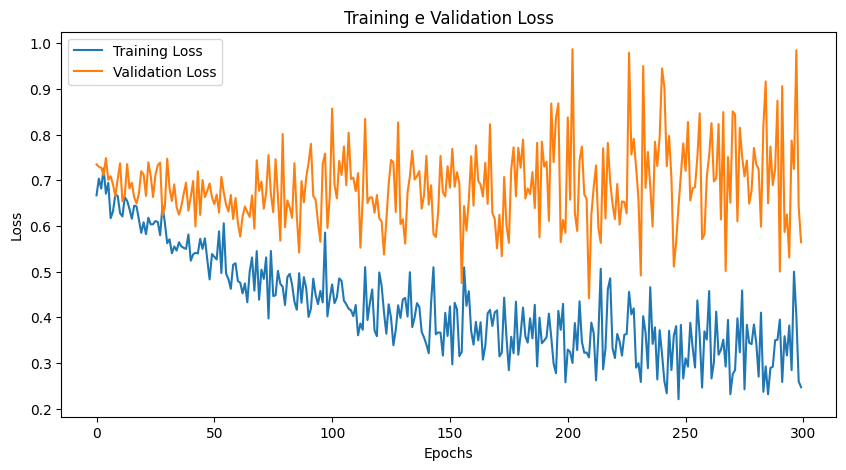 Training e Validation Loss
Training Loss
Validation Loss
1.0
0.9
0.8
0.7
0.6
0.5
0.4
0.3
0.2
Loss
0 50 100 150 200 250 300
Epochs